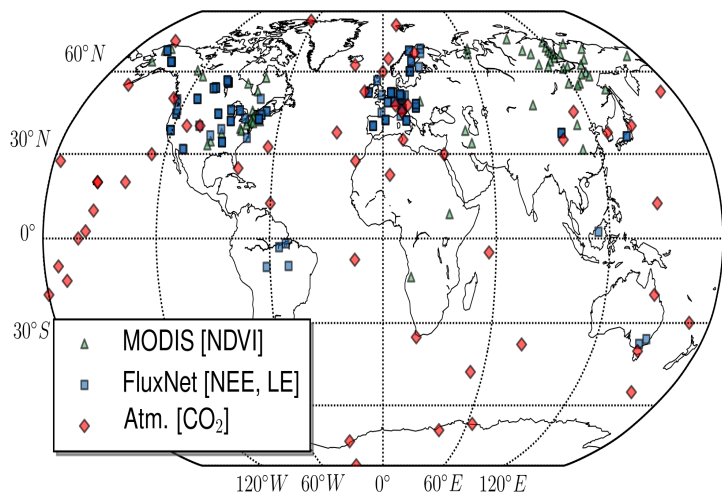 60°N
30°N
0°
30°S
MODIS [NDVI]
FluxNet [NEE, LE]
Atm. [CO₂]
120°W 60°W 0° 60°E 120°E